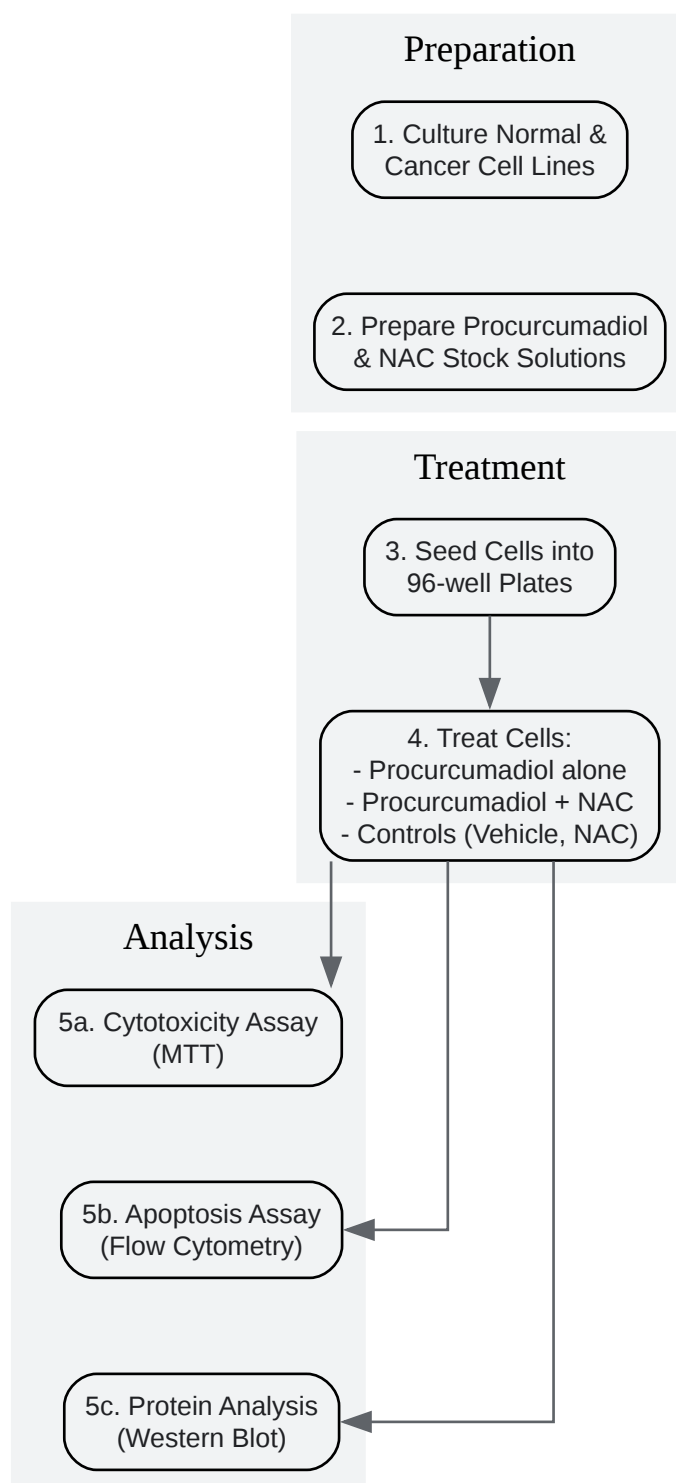 Preparation
1. Culture Normal &
Cancer Cell Lines
2. Prepare Procurcumadiol
& NAC Stock Solutions
Treatment
3. Seed Cells into
96-well Plates
4. Treat Cells:
- Procurcumadiol alone
- Procurcumadiol + NAC
- Controls (Vehicle, NAC)
Analysis
5a. Cytotoxicity Assay
(MTT)
5b. Apoptosis Assay
(Flow Cytometry)
5c. Protein Analysis
(Western Blot)